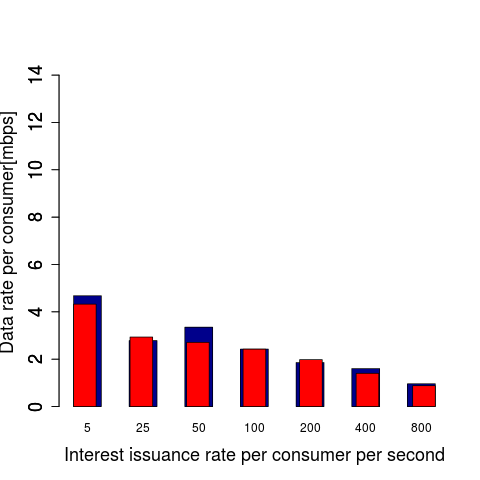 Data rate per consumer[mbps]
14
12
10
8
6
4
2
0
5 25 50 100 200 400 800
Interest issuance rate per consumer per second